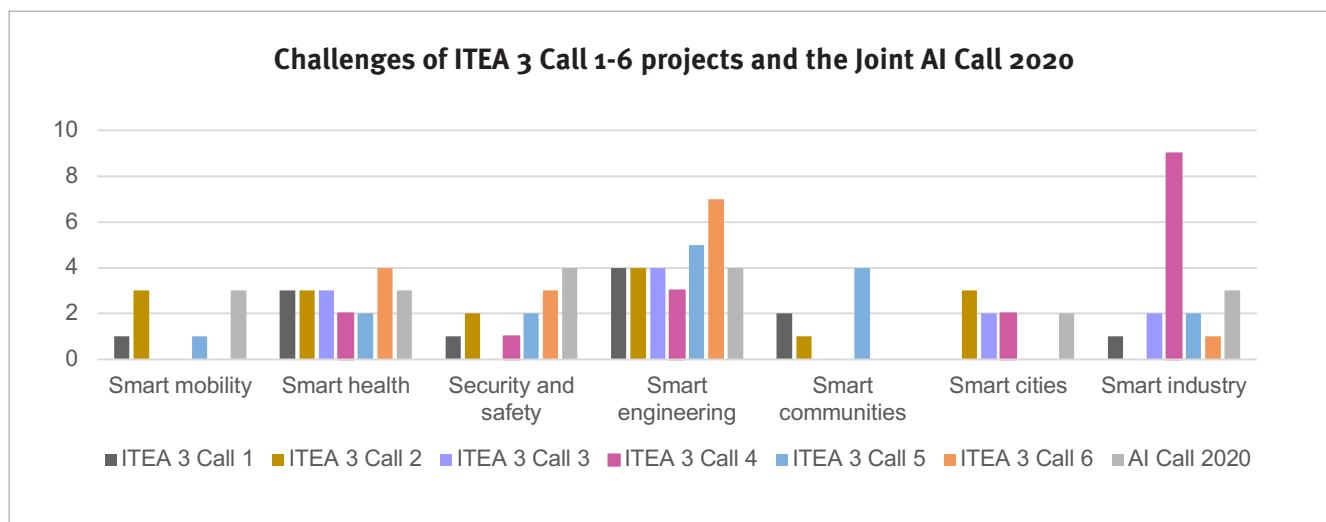 Challenges of ITEA 3 Call 1-6 projects and the Joint AI Call 2020
10
8
6
4
2
0
Smart mobility
Smart health
Security and
safety
Smart
engineering
Smart
communities
Smart cities
Smart industry
ITEA 3 Call 1
ITEA 3 Call 2
ITEA 3 Call 3
ITEA 3 Call 4
ITEA 3 Call 5
ITEA 3 Call 6
AI Call 2020